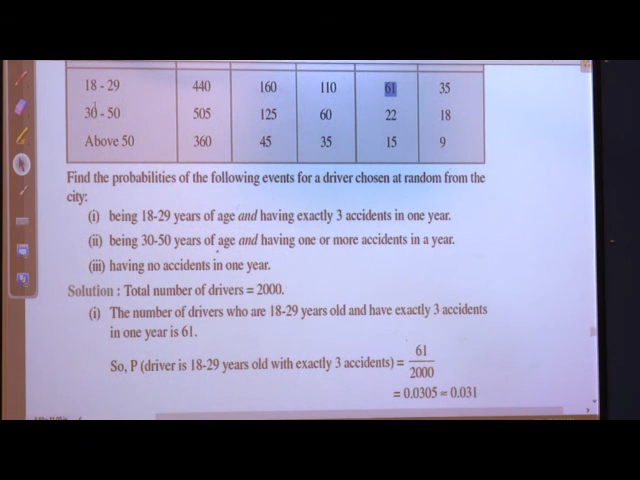 18 - 29 440 160 110 61 35
30 - 50 505 125 60 22 18
Above 50 360 45 35 15 9
Find the probabilities of the following events for a driver chosen at random from the
city:
(i) being 18-29 years of age and having exactly 3 accidents in one year.
(ii) being 30-50 years of age and having one or more accidents in a year.
(iii) having no accidents in one year.
Solution : Total number of drivers = 2000.
(i) The number of drivers who are 18-29 years old and have exactly 3 accidents
in one year is 61.
So, P (driver is 18-29 years old with exactly 3 accidents) = 61
2000
= 0.0305 ≈ 0.031